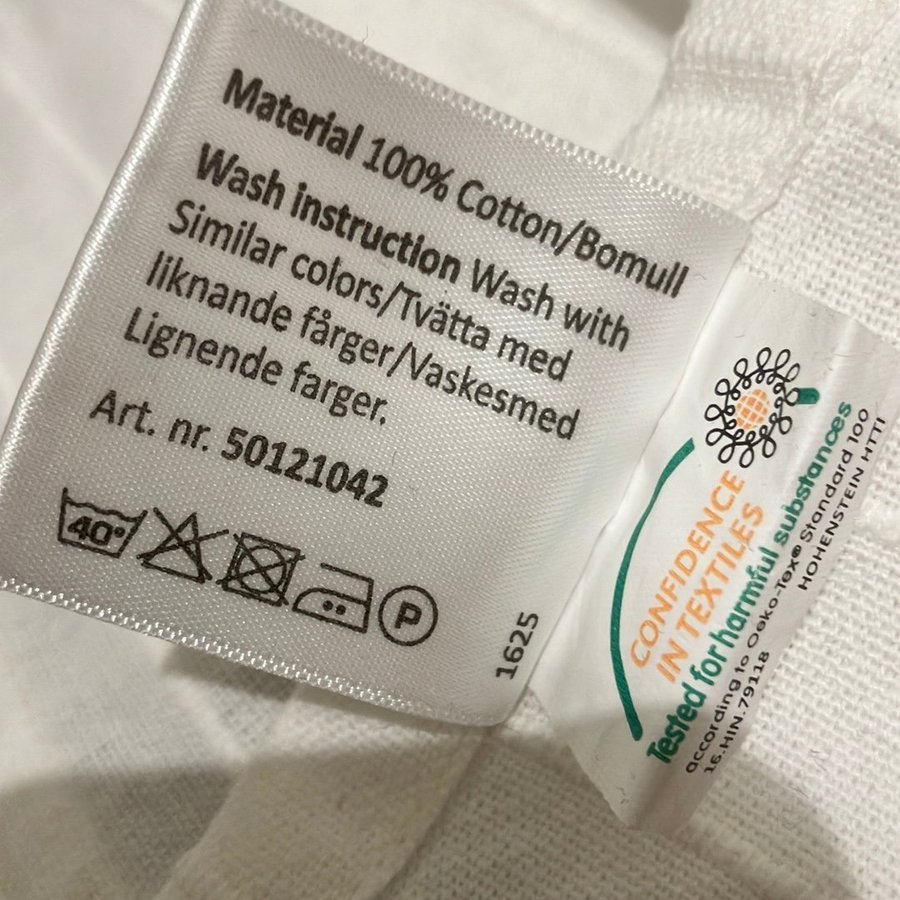 Material 100% Cotton/Bomull
Wash instruction Wash with
Similar colors/Tvätta med
liknande fårger/Vaskesmed
Lignende farger.
Art. nr. 50121042
40°
P
1625
CONFIDENCE
IN TEXTILES
Tested for harmful substances
according to Oeko-Tex® Standard 100
16.HIN.79118
HOHENSTEIN HTTI